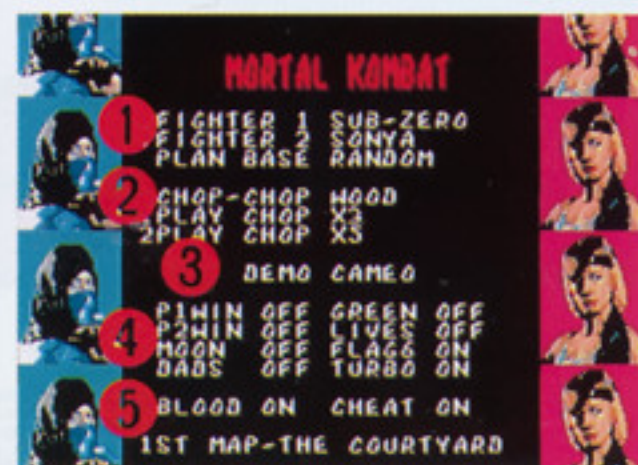 MORTAL KOMBAT
1 FIGHTER 1 SUB-ZERO
FIGHTER 2 SONYA
PLAN BASE RANDOM
2 CHOP-CHOP WOOD
1PLAY CHOP X3
2PLAY CHOP X3
3 DEMO CAMEO
P1WIN OFF GREEN OFF
P2WIN OFF LIVES OFF
4 MOON OFF FLAGS ON
DADS OFF TURBO ON
5 BLOOD ON CHEAT ON
1ST MAP-THE COURTYARD